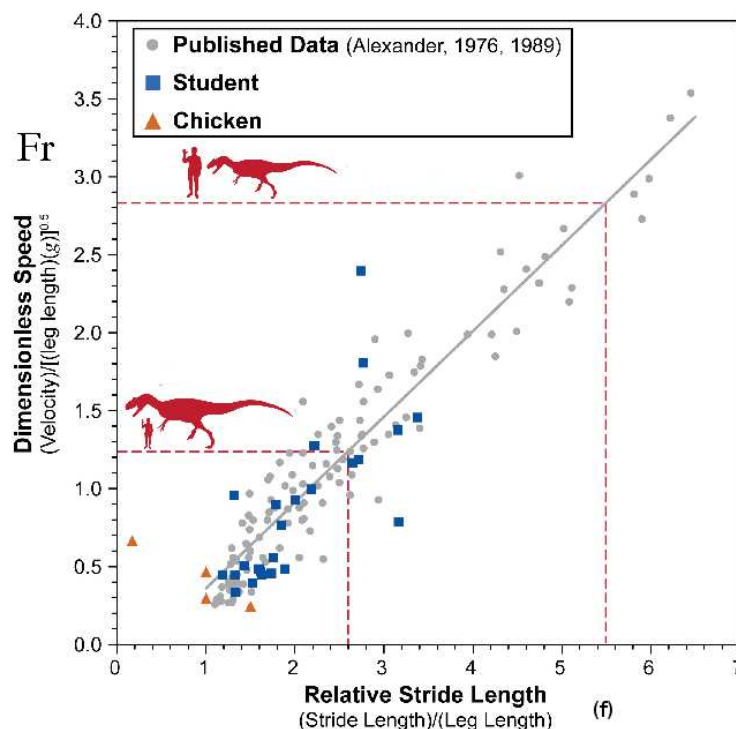 4.0
3.5
3.0
2.5
2.0
1.5
1.0
0.5
0.0
Published Data (Alexander, 1976, 1989)
Student
Chicken
Fr
Dimensionless Speed
(Velocity)/[(leg length)(g)]^0.5
0 1 2 3 4 5 6 7
Relative Stride Length
(Stride Length)/(Leg Length)
(f)